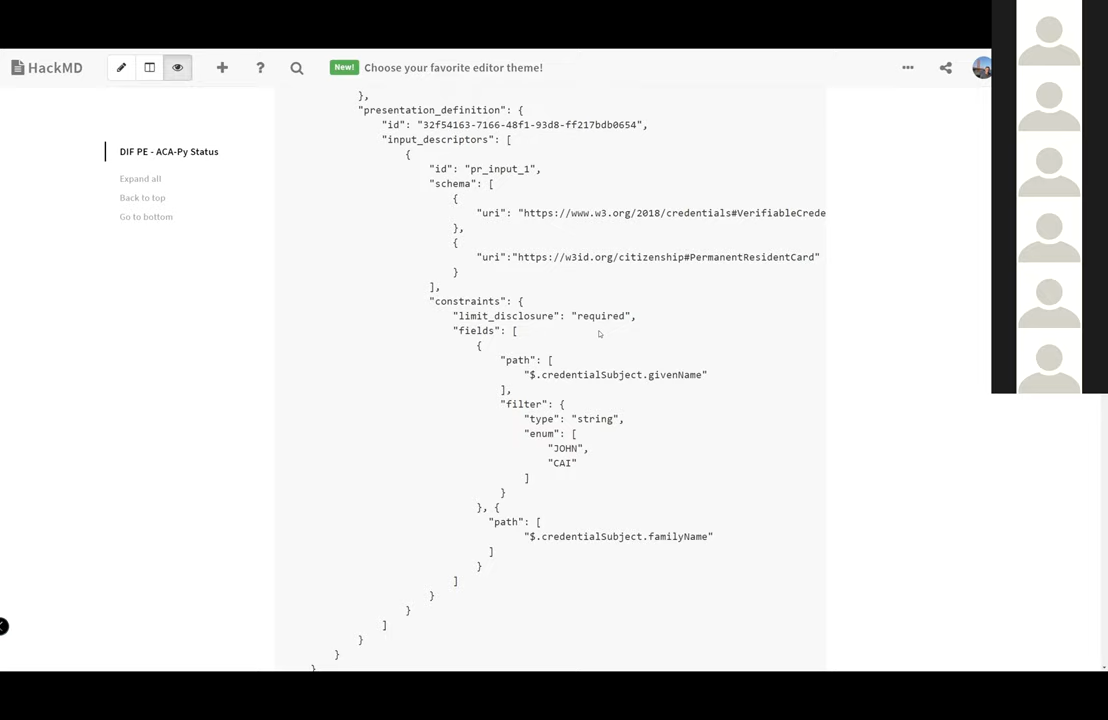 HackMD
New!
Choose your favorite editor theme!
DIF PE - ACA-Py Status
Expand all
Back to top
Go to bottom
},
"presentation_definition": {
"id": "32f54163-7166-48f1-93d8-ff217bdb0654",
"input_descriptors": [
{
"id": "pr_input_1",
"schema": [
{
"uri": "https://www.w3.org/2018/credentials#VerifiableCrede
},
{
"uri":"https://w3id.org/citizenship#PermanentResidentCard"
}
],
"constraints": {
"limit_disclosure": "required",
"fields": [
{
"path": [
"$.credentialSubject.givenName"
],
"filter": {
"type": "string",
"enum": [
"JOHN",
"CAI"
]
}
}, {
"path": [
"$.credentialSubject.familyName"
]
}
]
}
}
]
}
}
}